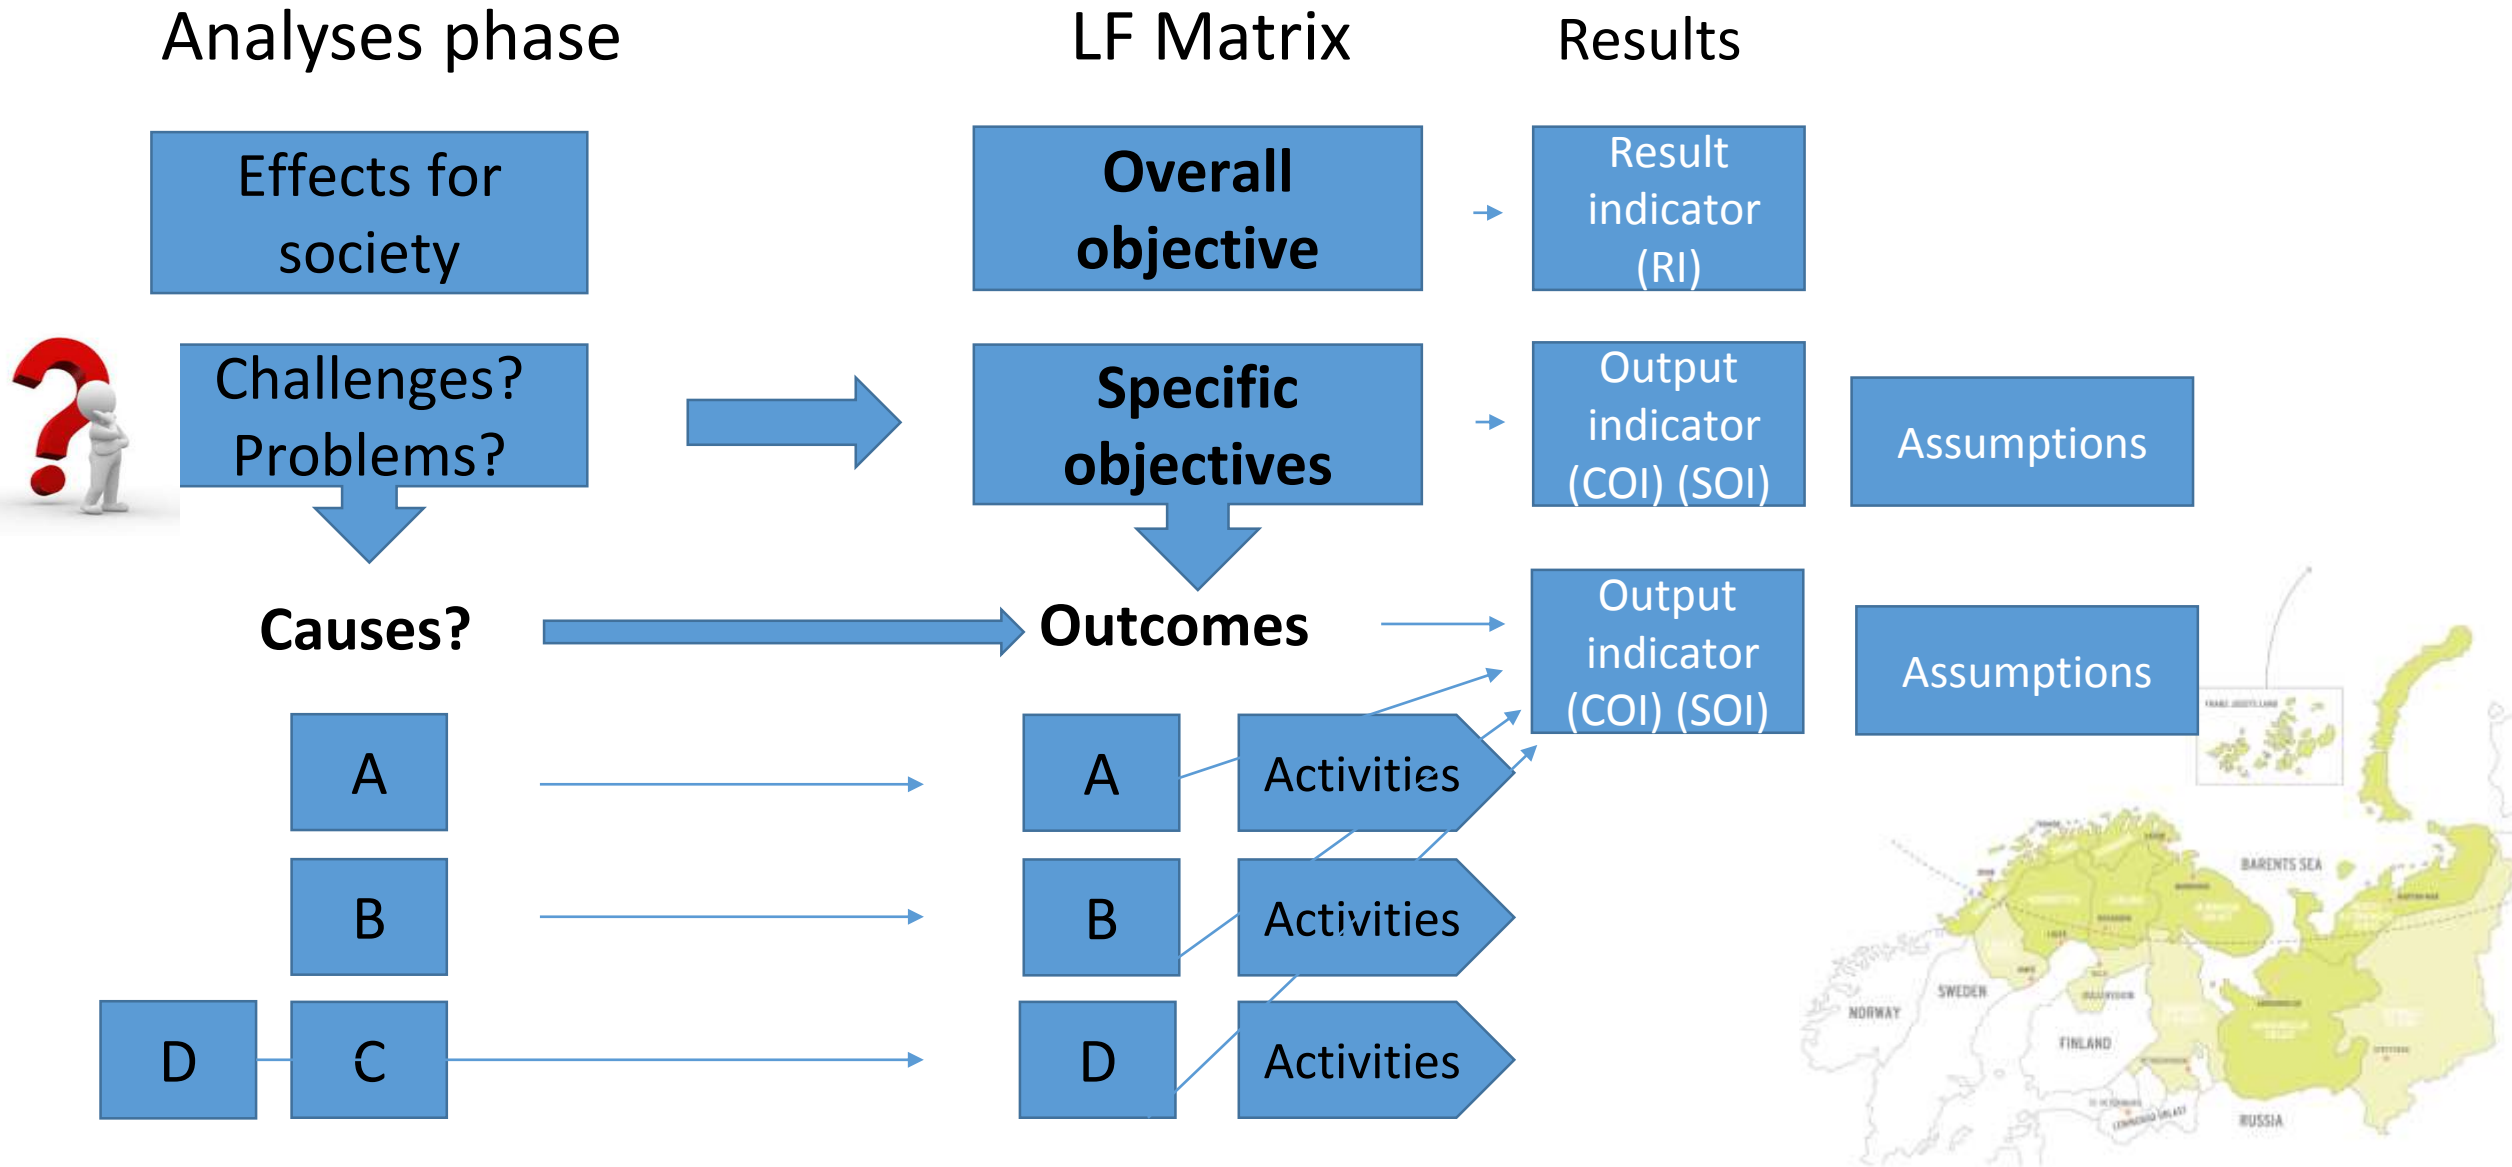 Analyses phase
LF Matrix
Results
Effects for
society
Overall
objective
Result
indicator
(RI)
Challenges?
Problems?
Specific
objectives
Output
indicator
(COI) (SOI)
Assumptions
Causes?
Outcomes
Output
indicator
(COI) (SOI)
Assumptions
A
A
Activities
B
B
Activities
D
C
D
Activities
BARENTS SEA
SWEDEN
NORWAY
FINLAND
RUSSIA